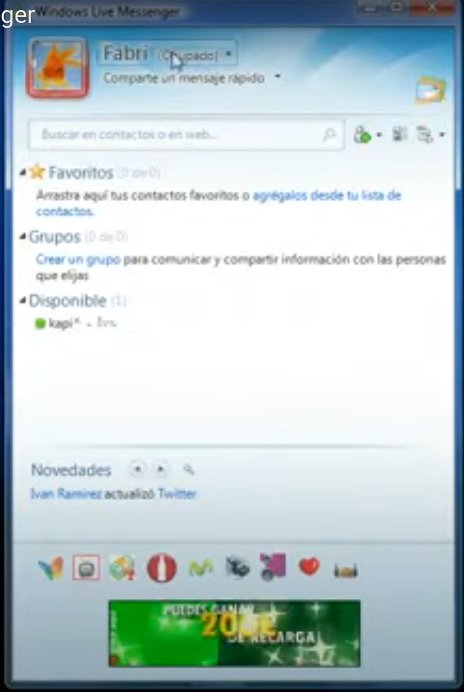 ger
Windows Live Messenger
Fabri (Ocupado)
Comparte un mensaje rápido
Buscar en contactos o en web...
Favoritos (0 de 0)
Arrastra aquí tus contactos favoritos o agrégalos desde tu lista de
contactos.
Grupos (0 de 0)
Crear un grupo para comunicar y compartir información con las personas
que elijas
Disponible (1)
kapi^ -
Novedades
Ivan Ramirez actualizó Twitter
PUEDES GANAR
200€
DE RECARGA